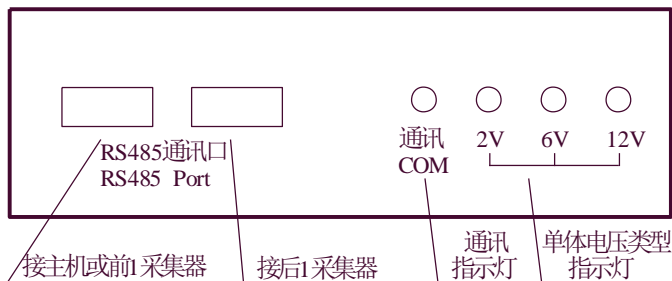 通讯 2V 6V 12V
COM
RS485通讯口
RS485 Port
接主机或前1采集器
接后1采集器
通讯
指示灯
单体电压类型
指示灯